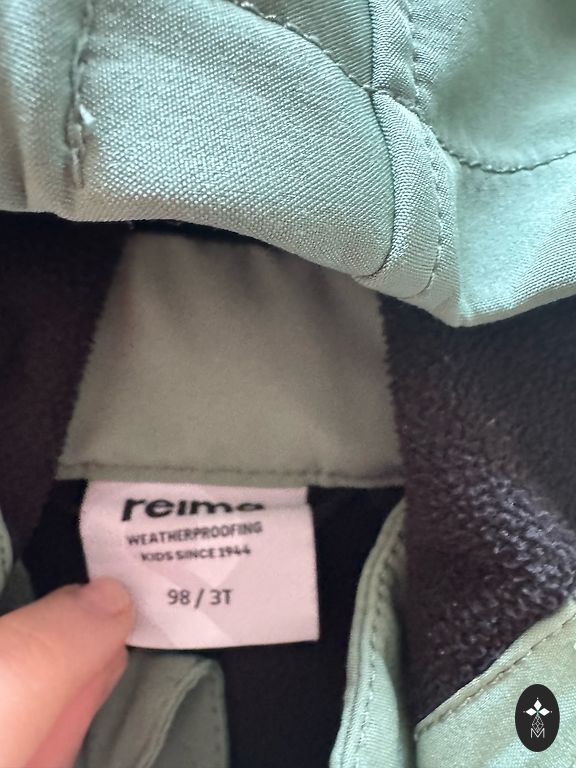 reima
WEATHERPROOFING
KIDS SINCE 1944
98 / 3T
M